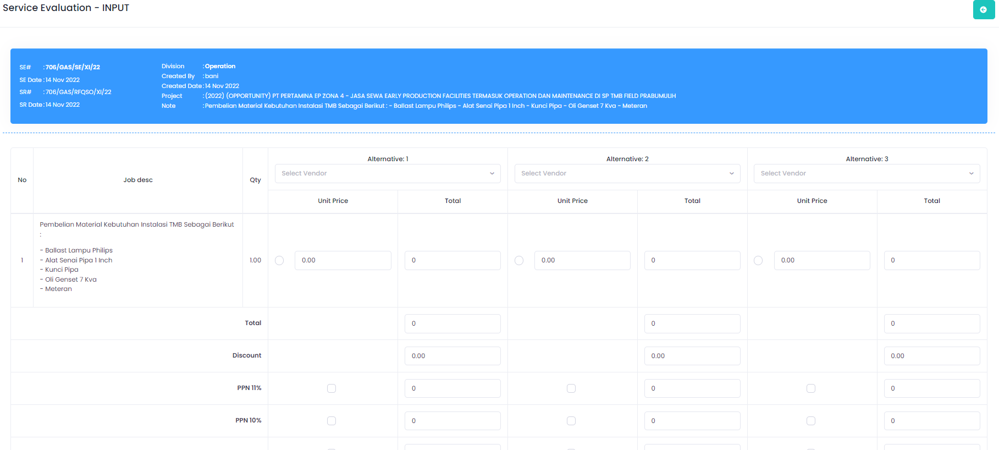 Service Evaluation - INPUT
SE# : 706/GAS/SE/XI/22
SE Date : 14 Nov 2022
SR# : 706/GAS/RFQSO/XI/22
SR Date : 14 Nov 2022
Division : Operation
Created By : bani
Created Date : 14 Nov 2022
Project : (2022) (OPPORTUNITY) PT PERTAMINA EP ZONA 4 - JASA SEWA EARLY PRODUCTION FACILITIES TERMASUK OPERATION DAN MAINTENANCE DI SP TMB FIELD PRABUMULIH
Note : Pembelian Material Kebutuhan Instalasi TMB Sebagai Berikut : - Ballast Lampu Philips - Alat Senai Pipa 1 Inch - Kunci Pipa - Oli Genset 7 Kva - Meteran
No Job desc Qty Alternative: 1 Alternative: 2 Alternative: 3
Select Vendor Select Vendor Select Vendor
Unit Price Total Unit Price Total Unit Price Total
1 Pembelian Material Kebutuhan Instalasi TMB Sebagai Berikut
:
- Ballast Lampu Philips
- Alat Senai Pipa 1 Inch
- Kunci Pipa
- Oli Genset 7 Kva
- Meteran
1.00 0.00 0 0.00 0 0.00 0
Total 0 0 0
Discount 0.00 0.00 0.00
PPN 11% 0 0 0
PPN 10% 0 0 0